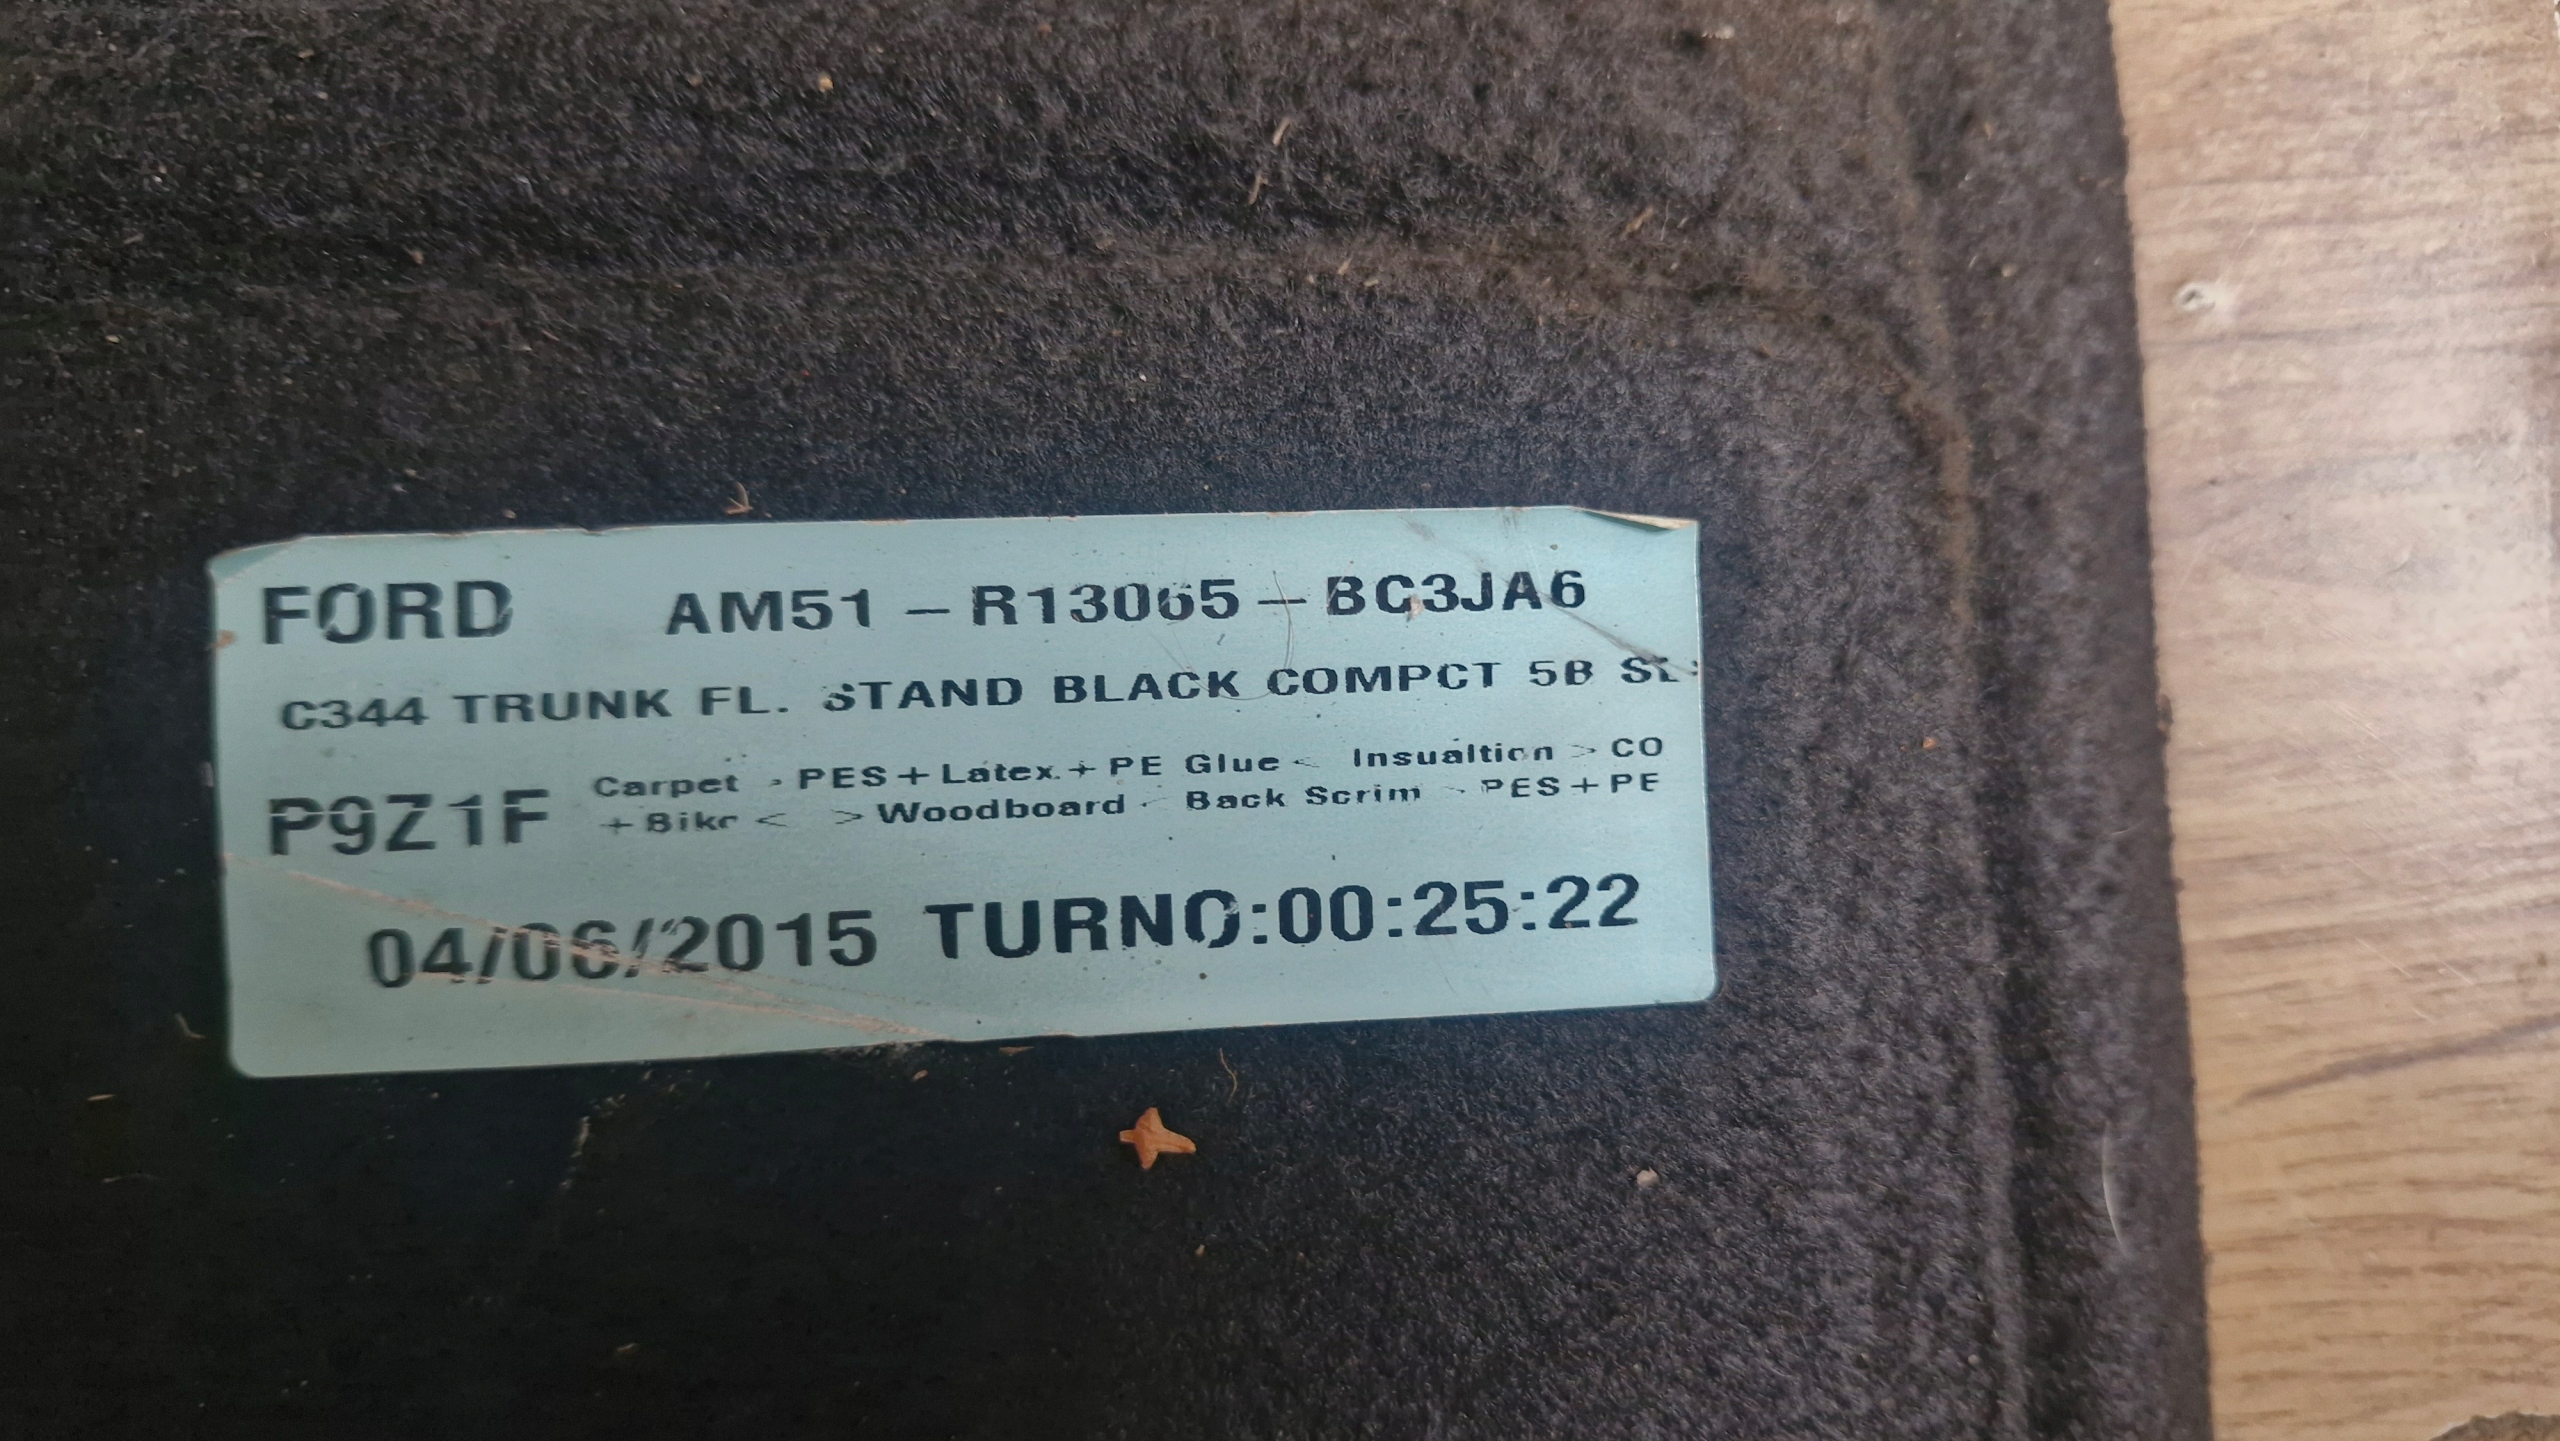 FORD AM51-R13065-BC3JA6
C344 TRUNK FL. STAND BLACK COMPCT 5B
P9Z1F
Carpet > PES+Latex+PE Glue < Insualtion > CO
+Bikc < > Woodboard Back Scrim PES+PE
04/06/2015 TURNO:00:25:22